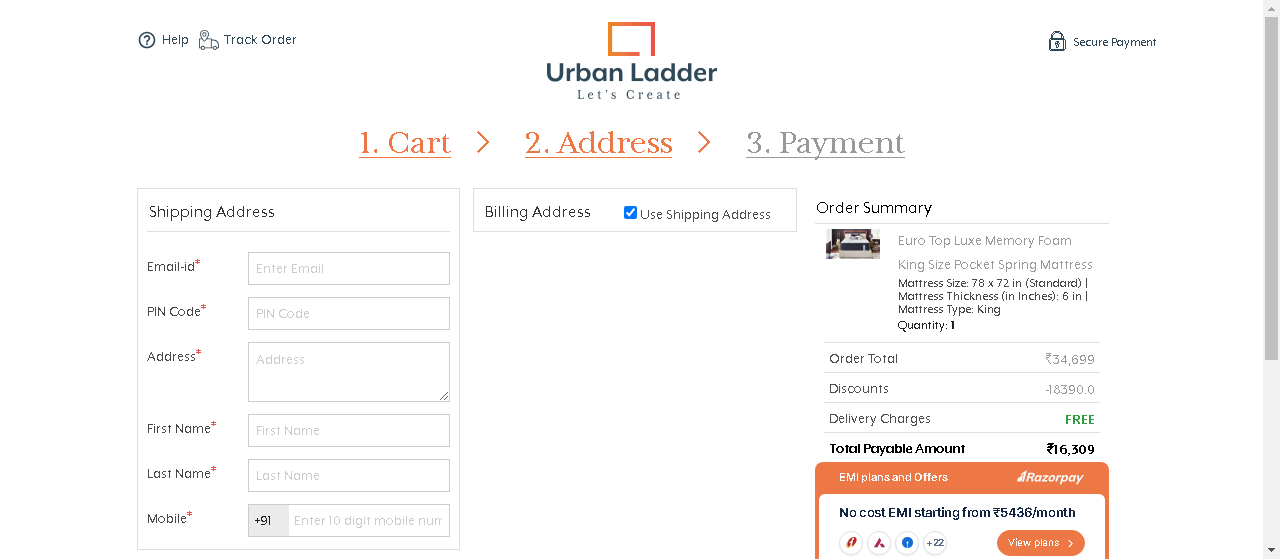 Help
Track Order
Urban Ladder
Let's Create
Secure Payment
1. Cart
2. Address
3. Payment
Shipping Address
Email-id*
Enter Email
PIN Code*
PIN Code
Address*
Address
First Name*
First Name
Last Name*
Last Name
Mobile*
+91
Enter 10 digit mobile num
Billing Address
Use Shipping Address
Order Summary
Euro Top Luxe Memory Foam
King Size Pocket Spring Mattress
Mattress Size: 78 x 72 in (Standard) |
Mattress Thickness (in Inches): 6 in |
Mattress Type: King
Quantity: 1
Order Total ₹34,699
Discounts -18390.0
Delivery Charges FREE
Total Payable Amount ₹16,309
EMI plans and Offers
Razorpay
No cost EMI starting from ₹5436/month
+22
View plans